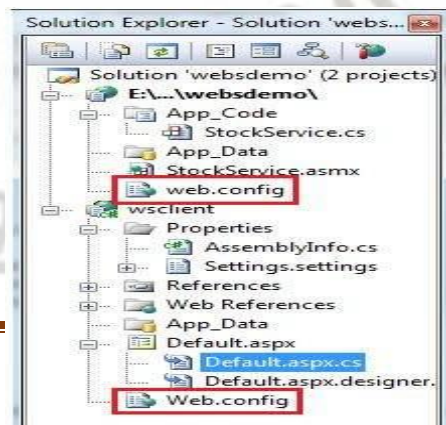 Solution Explorer - Solution 'webs...
Solution 'websdemo' (2 projects)
E:\...\websdemo\
App_Code
StockService.cs
App_Data
StockService.asmx
web.config
wsclient
Properties
AssemblyInfo.cs
Settings.settings
References
Web References
App_Data
Default.aspx
Default.aspx.cs
Default.aspx.designer.
Web.config